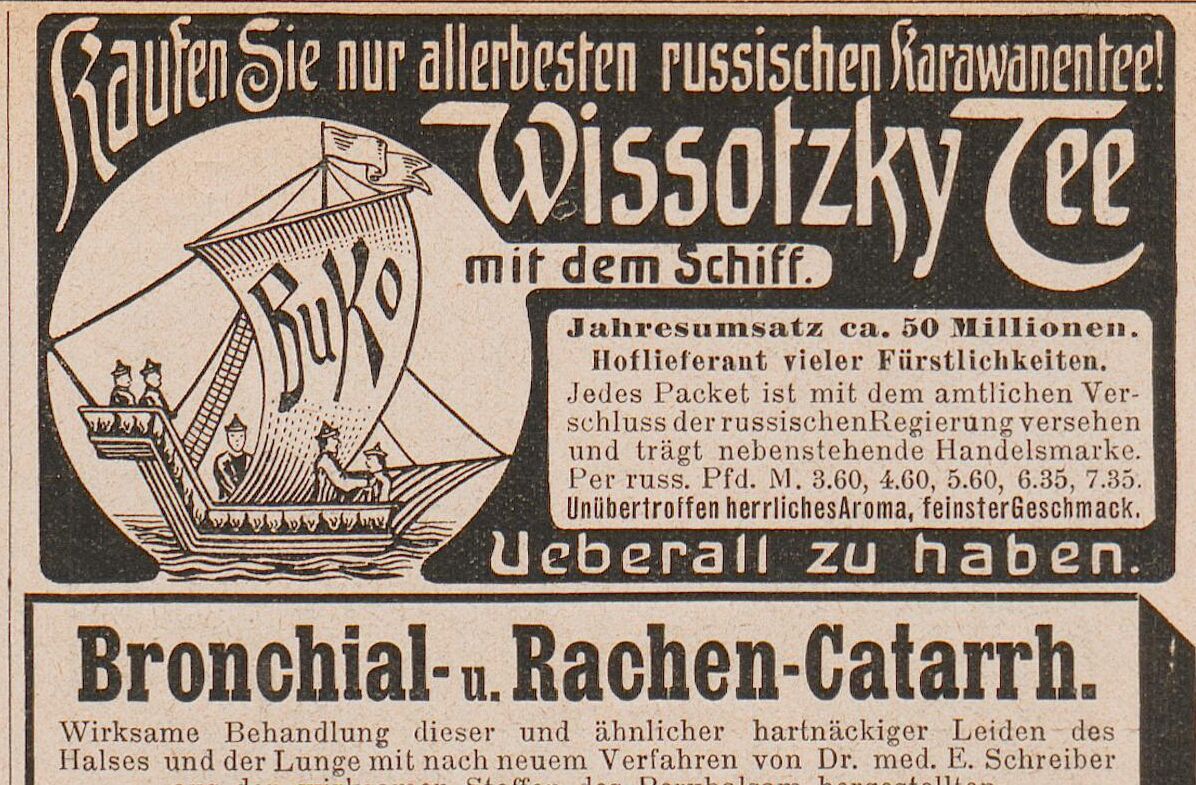 Kaufen Sie nur allerbesten russischen Karawanentee!
Wissotzky Tee
mit dem Schiff.
BuKo
Jahresumsatz ca. 50 Millionen.
Hoflieferant vieler Fürstlichkeiten.
Jedes Packet ist mit dem amtlichen Ver-
schluss der russischen Regierung versehen
und trägt nebenstehende Handelsmarke.
Per russ. Pfd. M. 3.60, 4.60, 5.60, 6.35, 7.35.
Unübertroffen herrliches Aroma, feinster Geschmack.
Ueberall zu haben.
Bronchial- u. Rachen-Catarrh.
Wirksame Behandlung dieser und ähnlicher hartnäckiger Leiden des
Halses und der Lunge mit nach neuem Verfahren von Dr. med. E. Schreiber